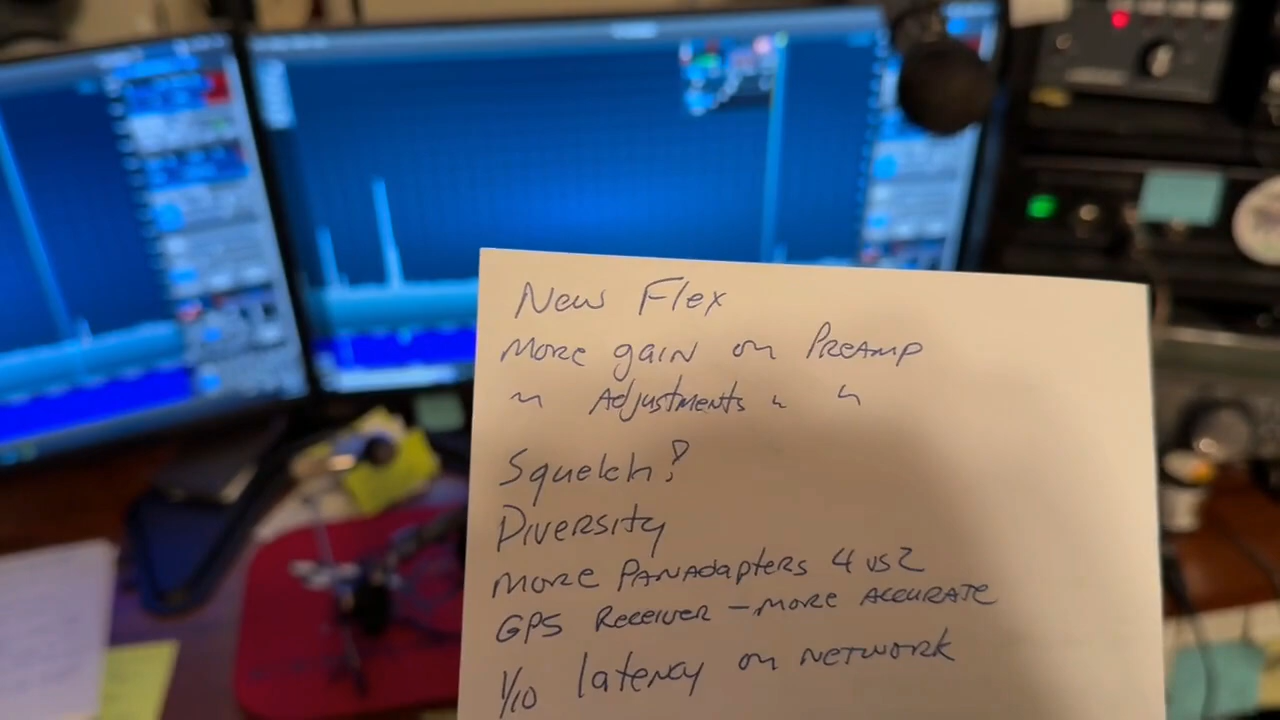 New Flex
More gain on Preamp
~ Adjustments " "
Squelch?
Diversity
more Panadapters 4 vs 2
GPS Receiver - more accurate
1/10 latency on network